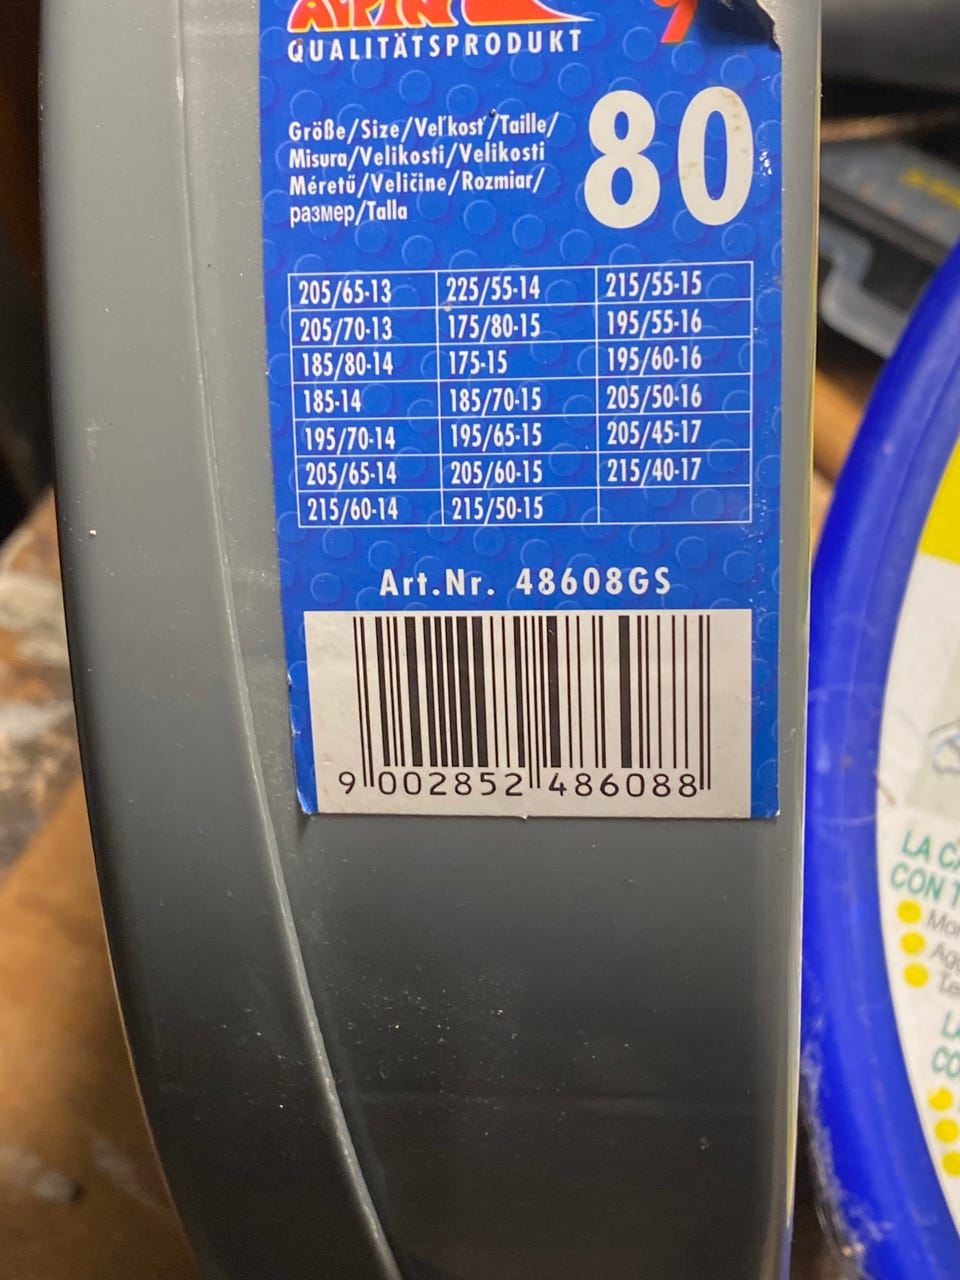 ALPIN 9
QUALITÄTSPRODUKT
Größe/Size/Veľkosť/Taille/
Misura/Velikosti/Velikosti
Méretű/Veličine/Rozmiar/
размер/Talla
80
205/65-13 225/55-14 215/55-15
205/70-13 175/80-15 195/55-16
185/80-14 175-15 195/60-16
185-14 185/70-15 205/50-16
195/70-14 195/65-15 205/45-17
205/65-14 205/60-15 215/40-17
215/60-14 215/50-15
Art.Nr. 48608GS
9 002852 486088
LA
CON
LA
CO